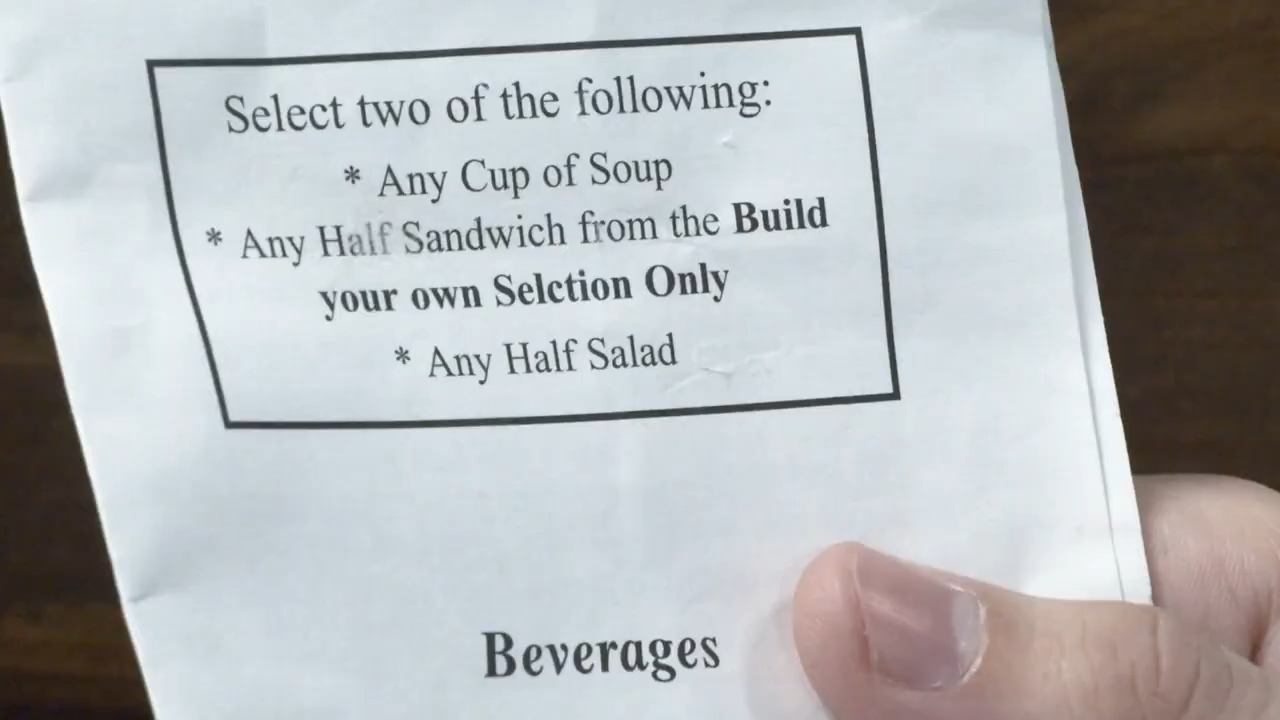 Select two of the following:
* Any Cup of Soup
* Any Half Sandwich from the Build
your own Selction Only
* Any Half Salad
Beverages